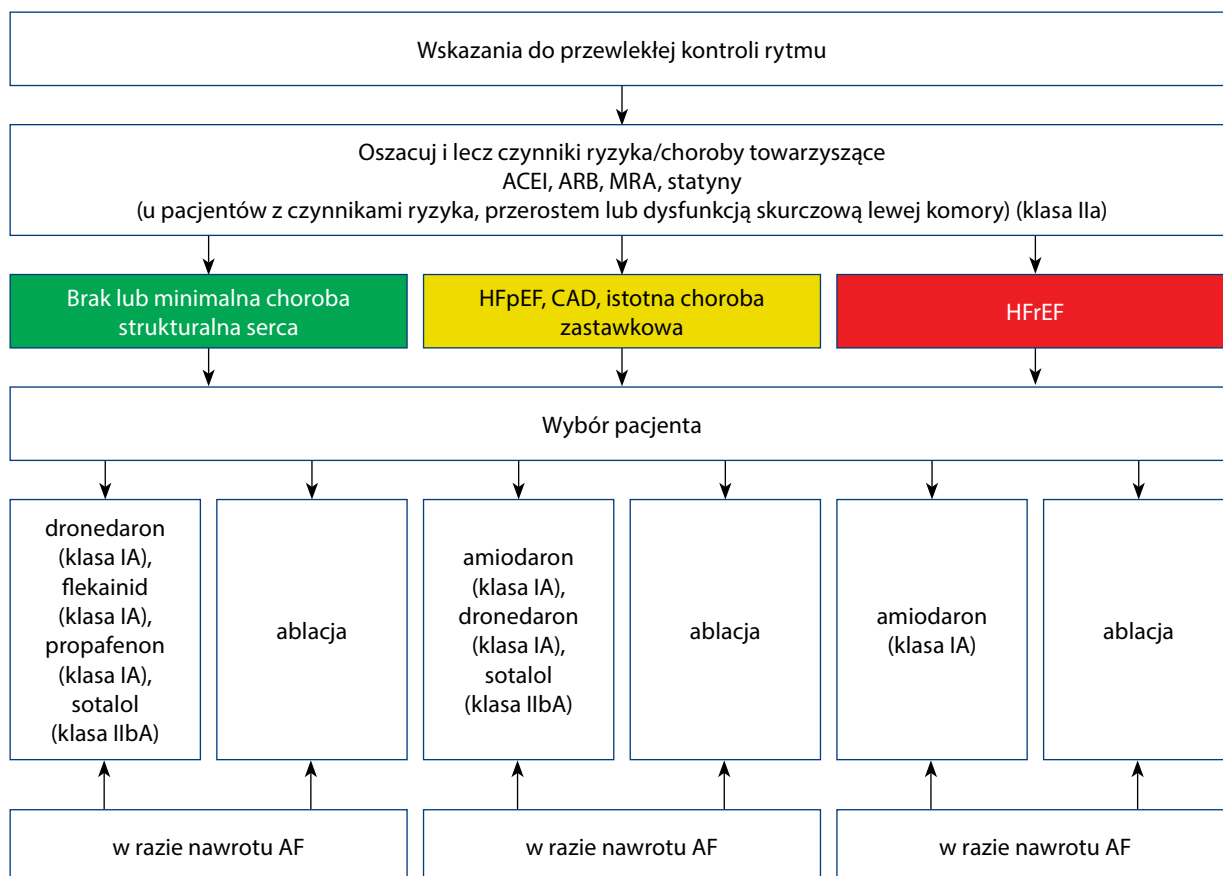 Wskazania do przewlekłej kontroli rytmu
Oszacuj i lecz czynniki ryzyka/choroby towarzyszące
ACEI, ARB, MRA, statyny
(u pacjentów z czynnikami ryzyka, przerostem lub dysfunkcją skurczową lewej komory) (klasa IIa)
Brak lub minimalna choroba
strukturalna serca
HFpEF, CAD, istotna choroba
zastawkowa
HFrEF
Wybór pacjenta
dronedaron
(klasa IA),
flekainid
(klasa IA),
propafenon
(klasa IA),
sotalol
(klasa IIbA)
ablacja
amiodaron
(klasa IA),
dronedaron
(klasa IA),
sotalol
(klasa IIbA)
ablacja
amiodaron
(klasa IA)
ablacja
w razie nawrotu AF
w razie nawrotu AF
w razie nawrotu AF